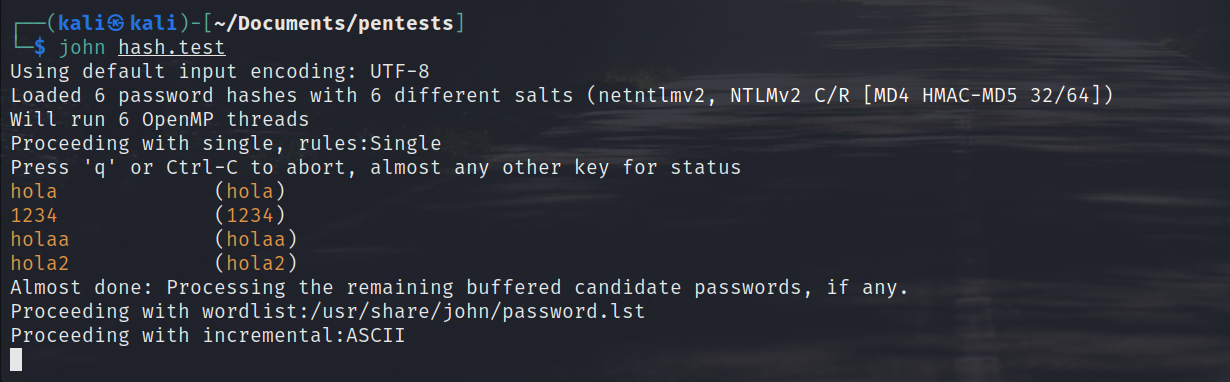 ┌──(kali㉿kali)-[~/Documents/pentests]
└─$ john hash.test
Using default input encoding: UTF-8
Loaded 6 password hashes with 6 different salts (netntlmv2, NTLMv2 C/R [MD4 HMAC-MD5 32/64])
Will run 6 OpenMP threads
Proceeding with single, rules:Single
Press 'q' or Ctrl-C to abort, almost any other key for status
hola             (hola)
1234             (1234)
holaa            (holaa)
hola2            (hola2)
Almost done: Processing the remaining buffered candidate passwords, if any.
Proceeding with wordlist:/usr/share/john/password.lst
Proceeding with incremental:ASCII